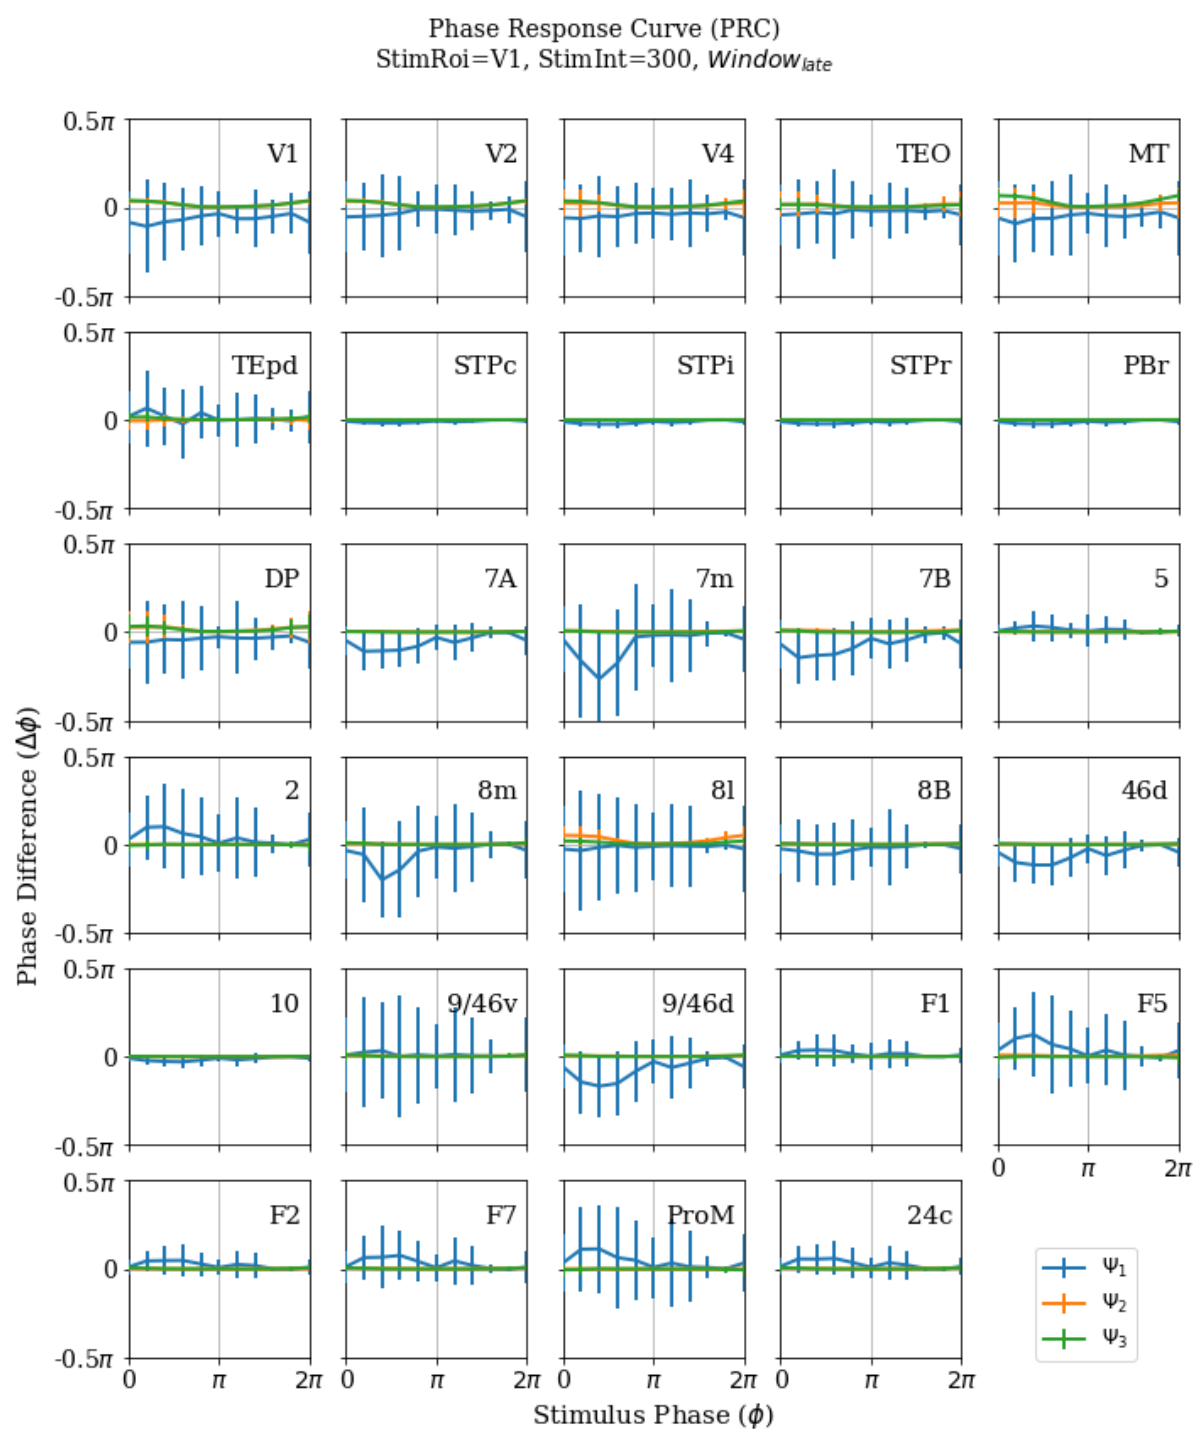 Phase Response Curve (PRC)
StimRoi=V1, StimInt=300, Window_late
0.5π
0
-0.5π
V1
V2
V4
TEO
MT
0.5π
0
-0.5π
TEpd
STPc
STPi
STPr
PBr
0.5π
0
-0.5π
DP
7A
7m
7B
5
Phase Difference (Δϕ)
0.5π
0
-0.5π
2
8m
8l
8B
46d
0.5π
0
-0.5π
10
9/46v
9/46d
F1
F5
0 π 2π
0.5π
0
-0.5π
F2
F7
ProM
24c
Ψ1
Ψ2
Ψ3
0 π 2π
0 π 2π
0 π 2π
0 π 2π
Stimulus Phase (ϕ)